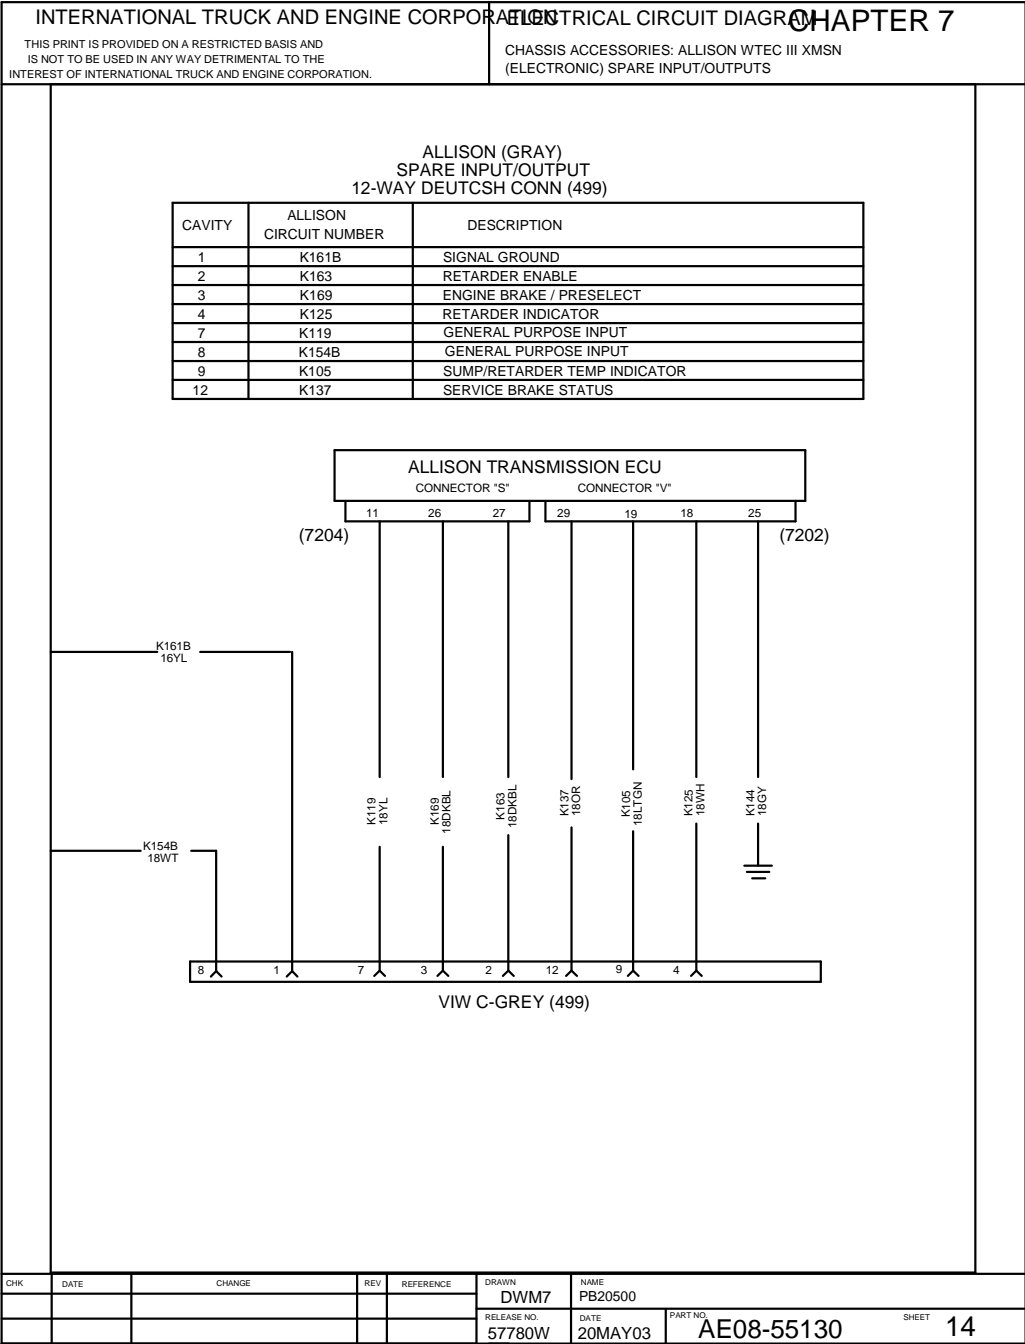 INTERNATIONAL TRUCK AND ENGINE CORPORATION
ELECTRICAL CIRCUIT DIAGRAM
CHAPTER 7
THIS PRINT IS PROVIDED ON A RESTRICTED BASIS AND
IS NOT TO BE USED IN ANY WAY DETRIMENTAL TO THE
INTEREST OF INTERNATIONAL TRUCK AND ENGINE CORPORATION.
CHASSIS ACCESSORIES: ALLISON WTEC III XMSN
(ELECTRONIC) SPARE INPUT/OUTPUTS
ALLISON (GRAY)
SPARE INPUT/OUTPUT
12-WAY DEUTCSH CONN (499)
CAVITY ALLISON CIRCUIT NUMBER DESCRIPTION
1 K161B SIGNAL GROUND
2 K163 RETARDER ENABLE
3 K169 ENGINE BRAKE / PRESELECT
4 K125 RETARDER INDICATOR
7 K119 GENERAL PURPOSE INPUT
8 K154B GENERAL PURPOSE INPUT
9 K105 SUMP/RETARDER TEMP INDICATOR
12 K137 SERVICE BRAKE STATUS
ALLISON TRANSMISSION ECU
CONNECTOR "S" CONNECTOR "V"
11 26 27 29 19 18 25
(7204) (7202)
K161B
16YL
K119
18YL
K169
18DKBL
K163
18DKBL
K137
18OR
K105
18LTGN
K125
18WH
K144
18GY
K154B
18WT
8 1 7 3 2 12 9 4
VIW C-GREY (499)
CHK DATE CHANGE REV REFERENCE
DRAWN
DWM7
NAME
PB20500
RELEASE NO.
57780W
DATE
20MAY03
PART NO.
AE08-55130
SHEET 14